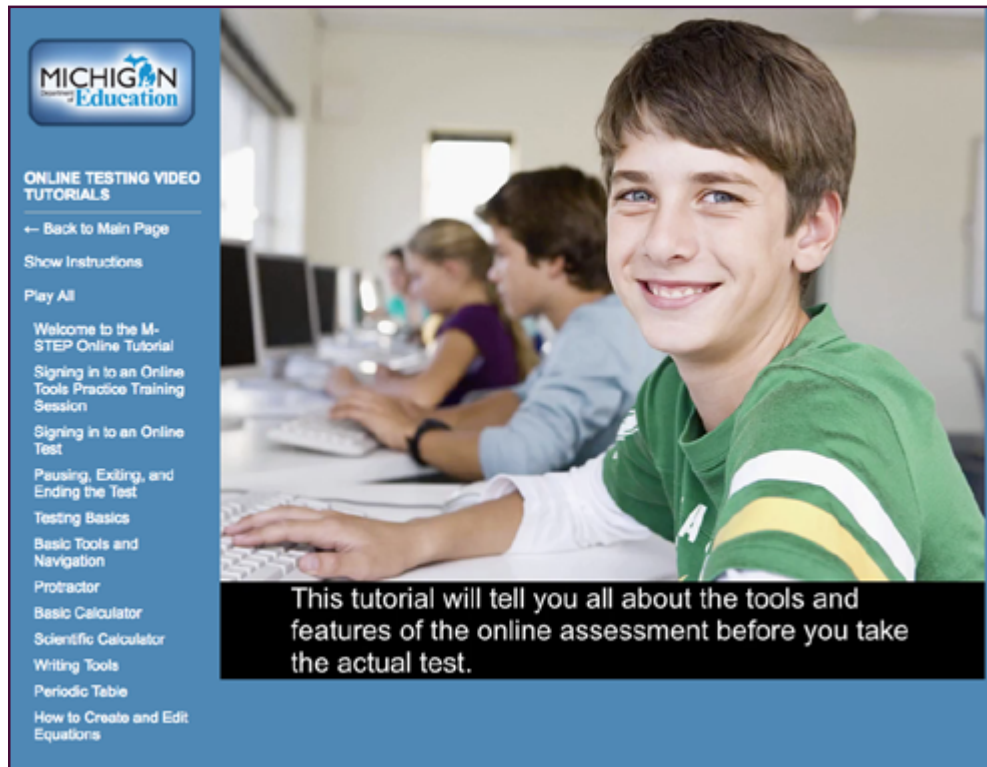 MICHIGAN
Department
of Education
ONLINE TESTING VIDEO
TUTORIALS
← Back to Main Page
Show Instructions
Play All
Welcome to the M-
STEP Online Tutorial
Signing in to an Online
Tools Practice Training
Session
Signing in to an Online
Test
Pausing, Exiting, and
Ending the Test
Testing Basics
Basic Tools and
Navigation
Protractor
Basic Calculator
Scientific Calculator
Writing Tools
Periodic Table
How to Create and Edit
Equations
This tutorial will tell you all about the tools and
features of the online assessment before you take
the actual test.